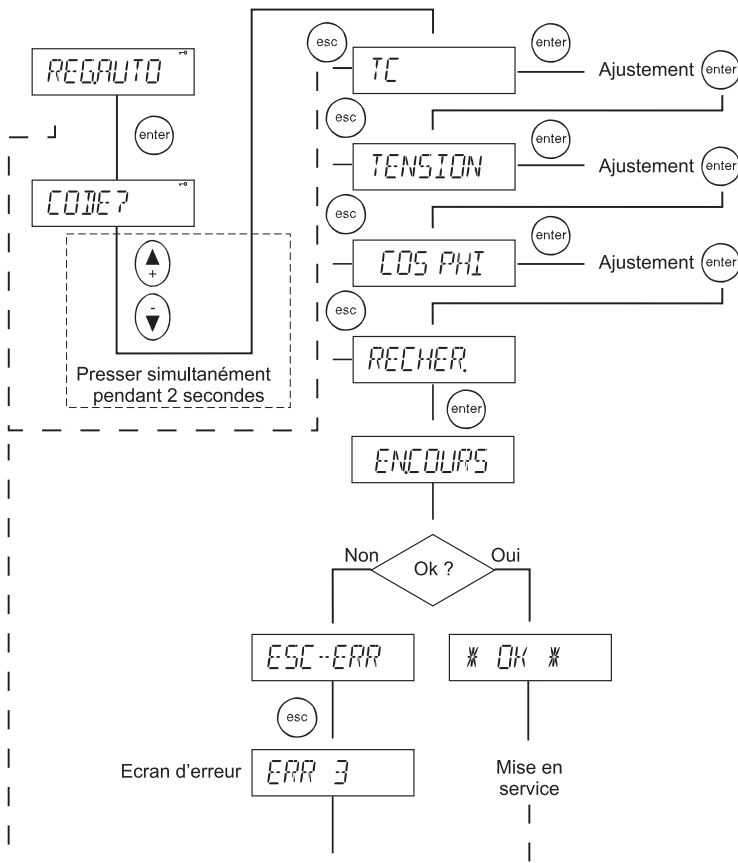 REG.AUTO
enter
CODE?
+
-
Presser simultanément
pendant 2 secondes
esc
TC
enter
Ajustement
enter
esc
TENSION
enter
Ajustement
enter
esc
COS PHI
enter
Ajustement
enter
esc
RECHER.
enter
EN.COURS
Non
Ok ?
Oui
ESC--ERR
* OK *
esc
Ecran d'erreur
ERR 3
Mise en
service